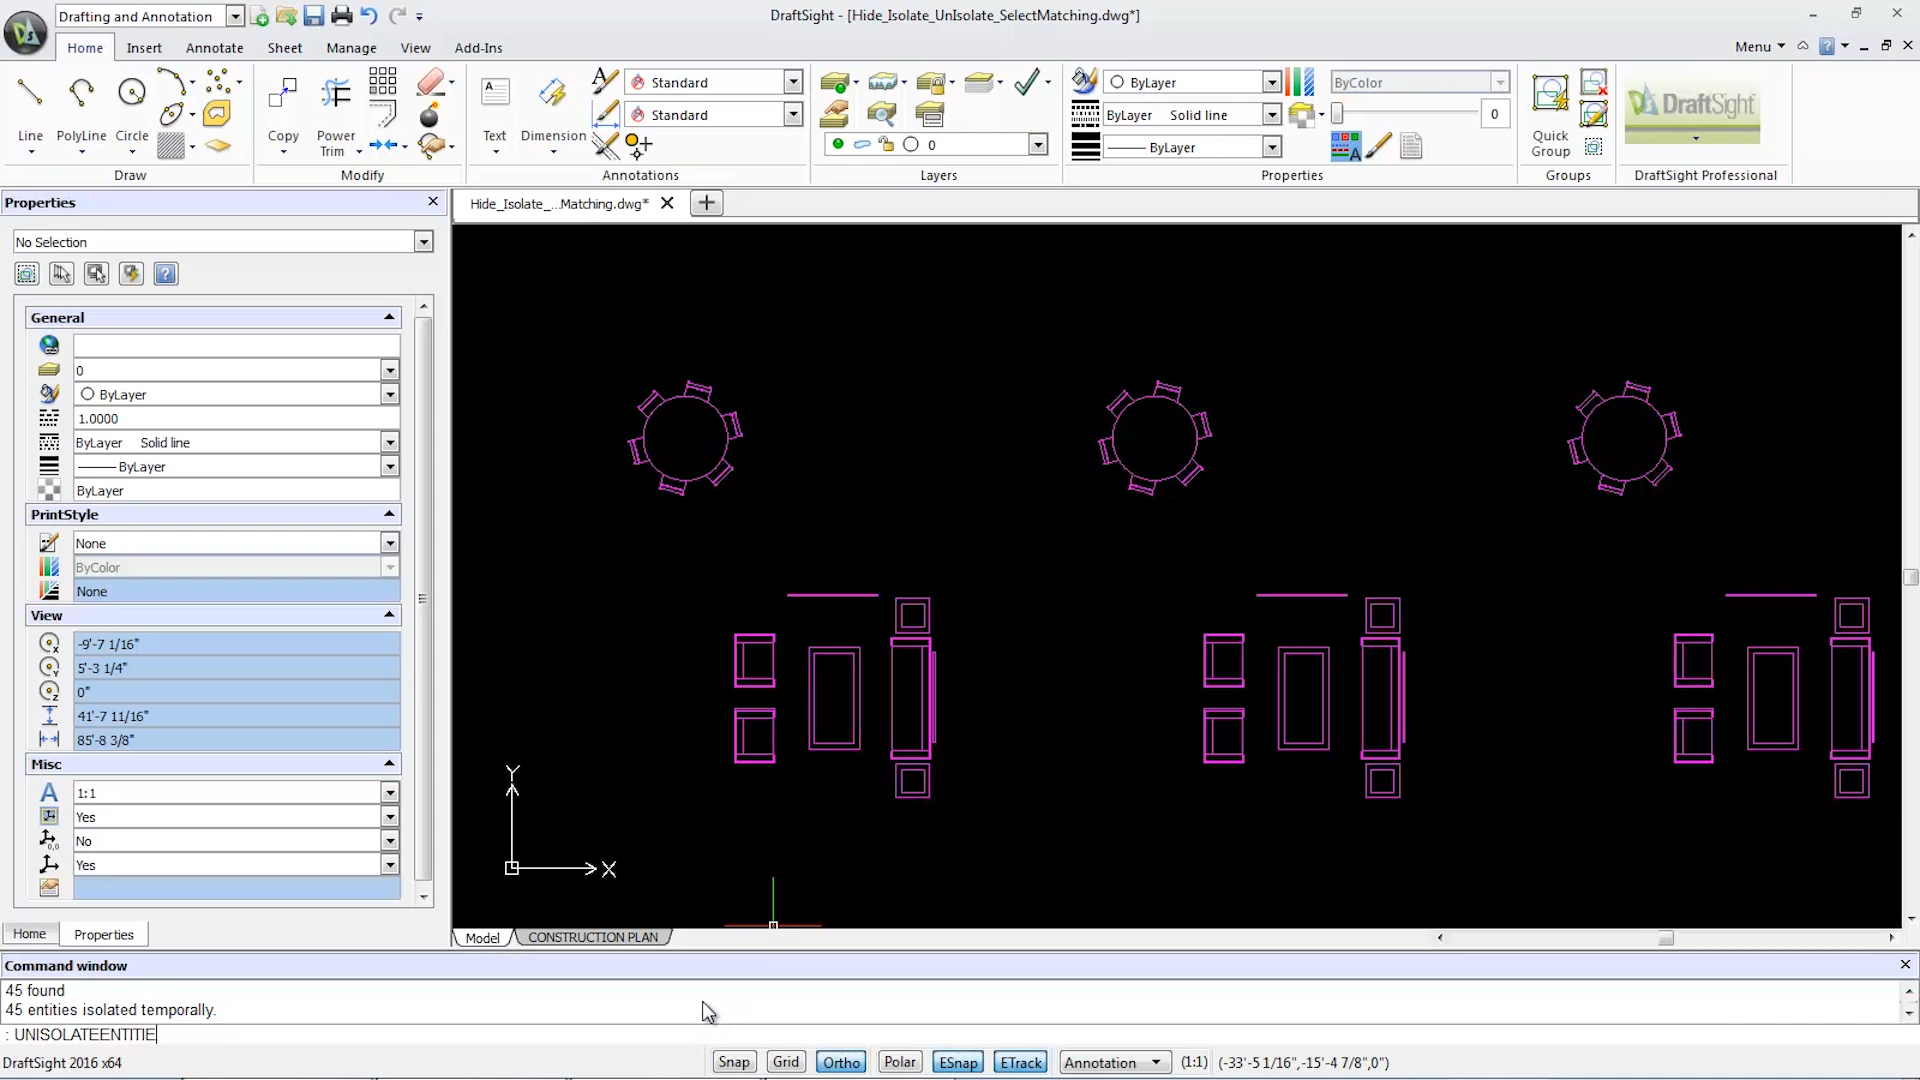 Drafting and Annotation
DraftSight - [Hide_Isolate_UnIsolate_SelectMatching.dwg*]
Home Insert Annotate Sheet Manage View Add-Ins
Menu
Line PolyLine Circle
Draw
Copy Power Trim
Modify
Text Dimension
Standard
Standard
Annotations
0
Layers
ByLayer
ByLayer Solid line
ByLayer
ByColor
0
Properties
Quick Group
Groups
DraftSight
DraftSight Professional
Properties
No Selection
General
0
ByLayer
1.0000
ByLayer Solid line
ByLayer
ByLayer
PrintStyle
None
ByColor
None
View
-9'-7 1/16"
5'-3 1/4"
0"
41'-7 11/16"
85'-8 3/8"
Misc
1:1
Yes
No
Yes
Home Properties
Hide_Isolate_...Matching.dwg*
Y
X
Model CONSTRUCTION PLAN
Command window
45 found
45 entities isolated temporally.
: UNISOLATEENTITIE
DraftSight 2016 x64
Snap Grid Ortho Polar ESnap ETrack Annotation (1:1) (-33'-5 1/16",-15'-4 7/8",0")